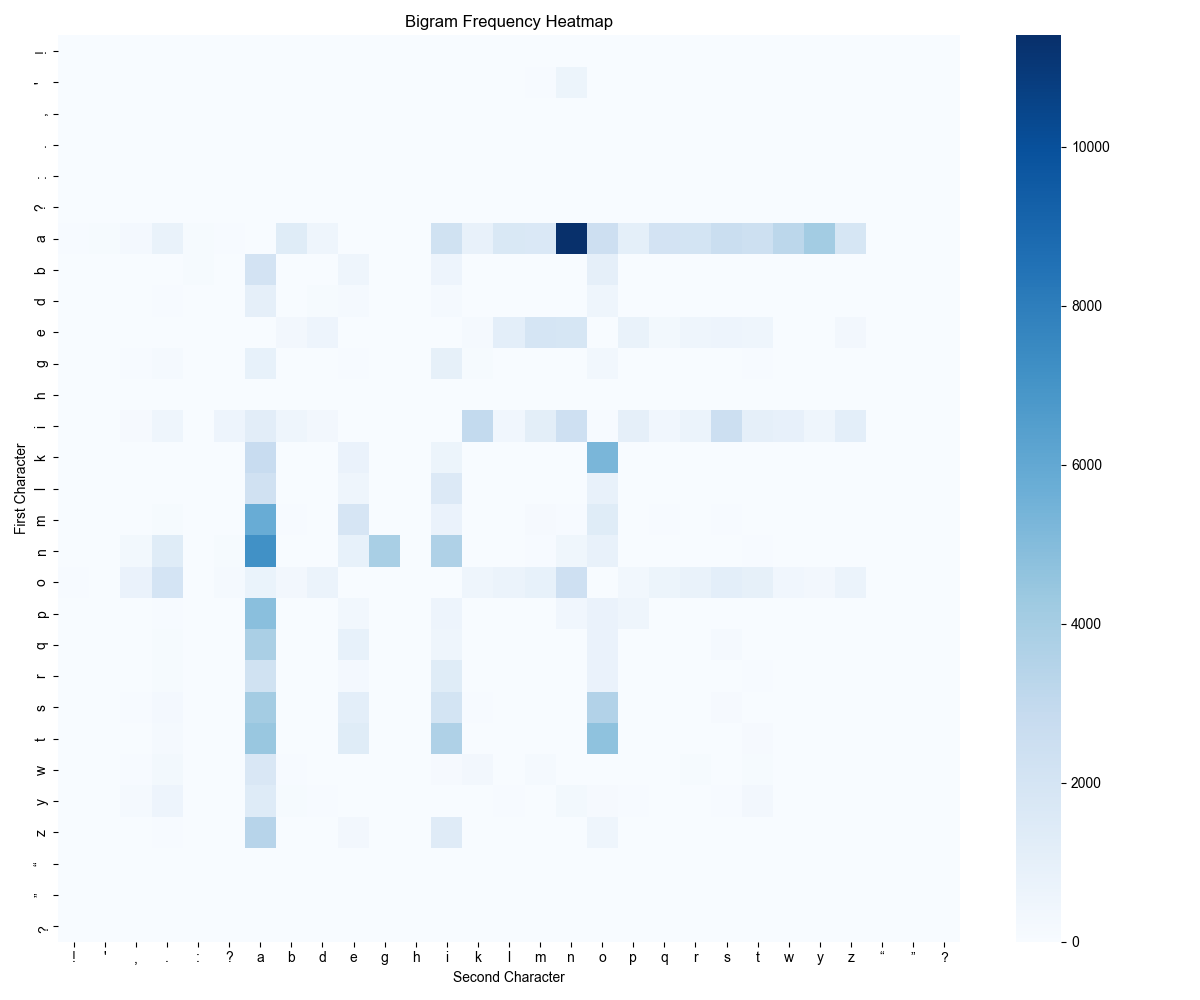 Bigram Frequency Heatmap
First Character
! ' , . : ? a b d e g h i k l m n o p q r s t w y z “ ” ?
10000
8000
6000
4000
2000
0
! ' , . : ? a b d e g h i k l m n o p q r s t w y z “ ” ?
Second Character